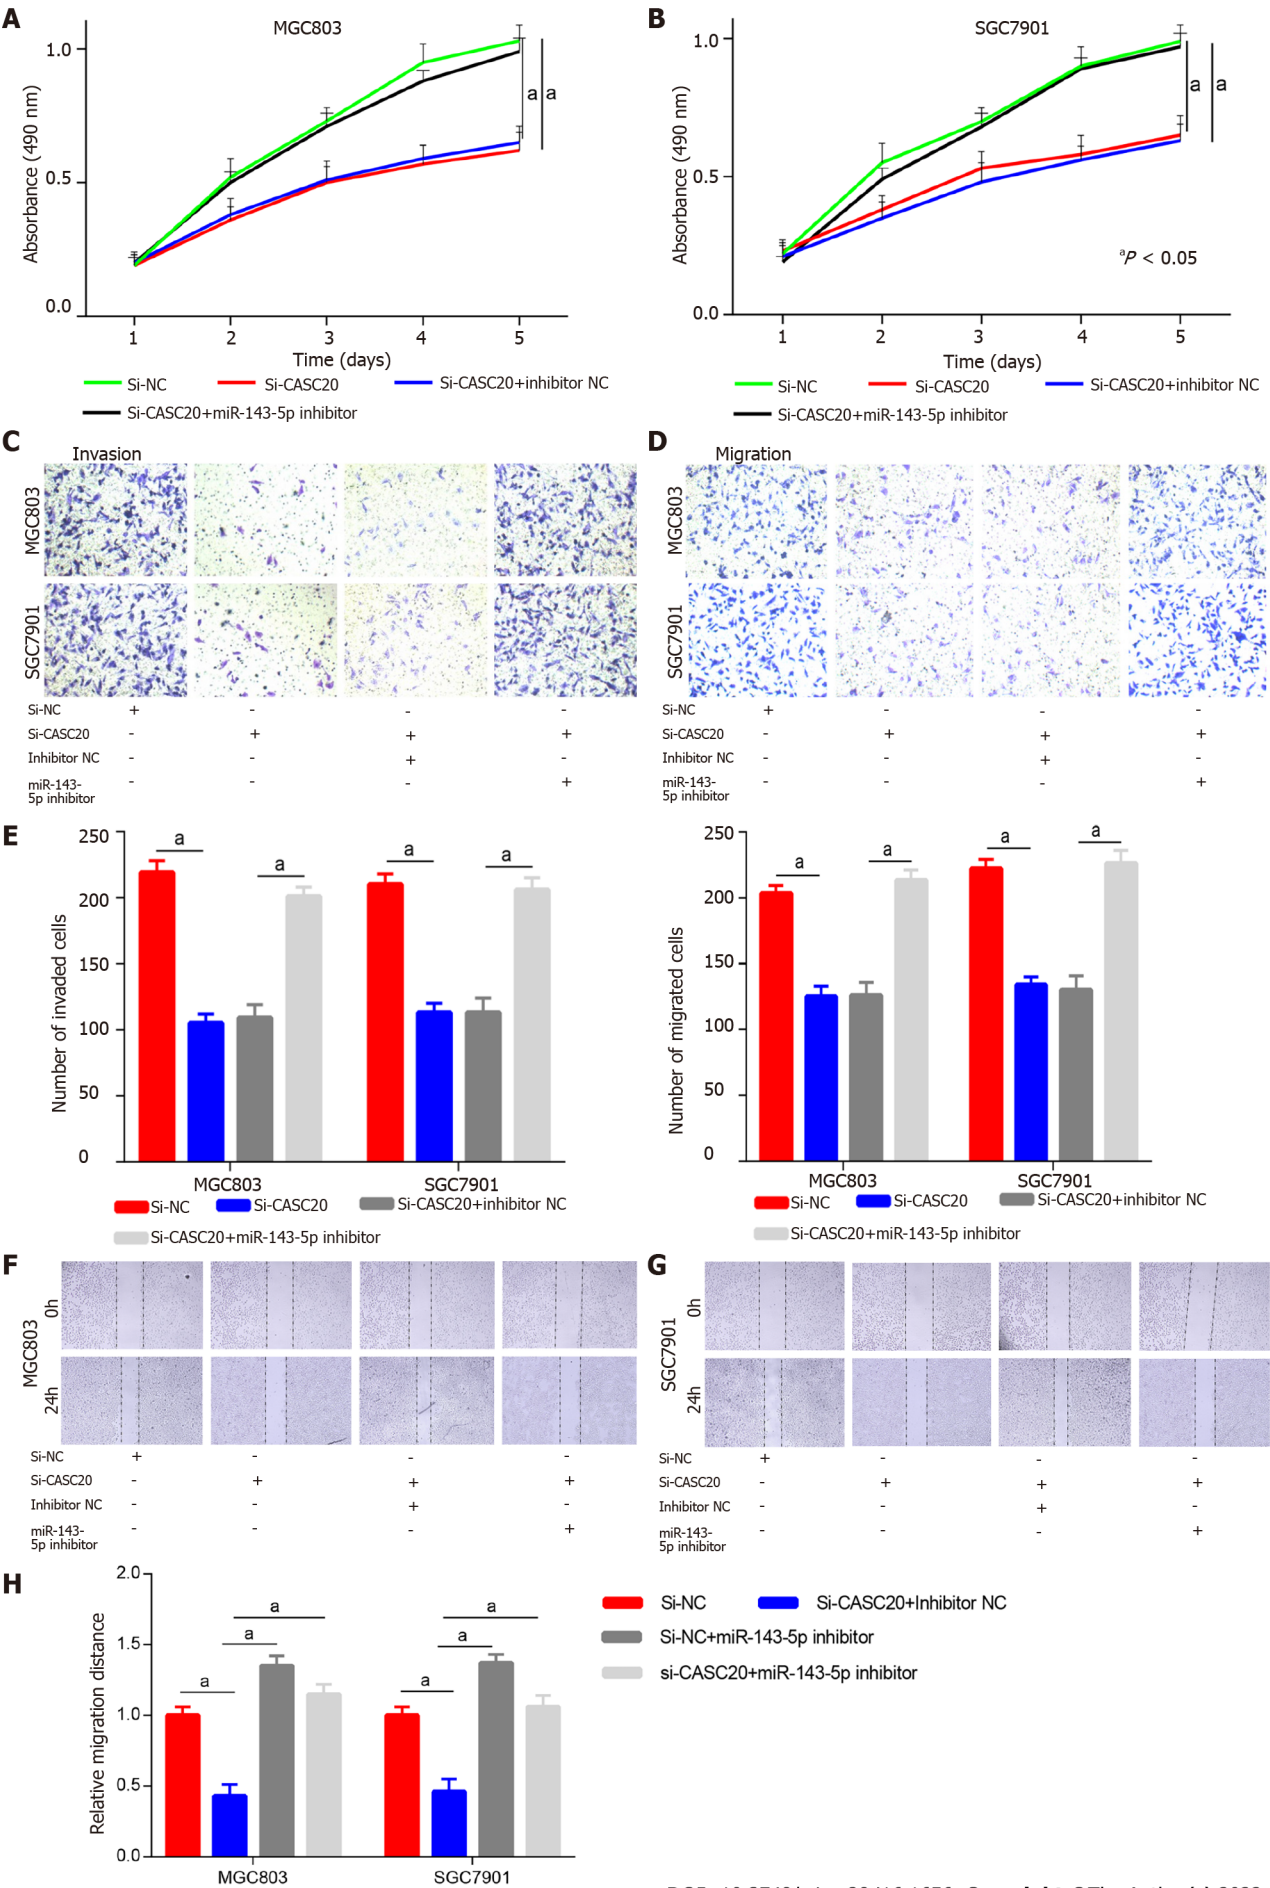 A
MGC803
Absorbance (490 nm)
1.0
0.5
0.0
a a
1 2 3 4 5
Time (days)
Si-NC Si-CASC20 Si-CASC20+inhibitor NC
Si-CASC20+miR-143-5p inhibitor
B
SGC7901
Absorbance (490 nm)
1.0
0.5
0.0
a a
aP < 0.05
1 2 3 4 5
Time (days)
Si-NC Si-CASC20 Si-CASC20+inhibitor NC
Si-CASC20+miR-143-5p inhibitor
C
Invasion
MGC803
SGC7901
Si-NC + - - -
Si-CASC20 - + + +
Inhibitor NC - - + -
miR-143-
5p inhibitor - - - +
D
Migration
MGC803
SGC7901
Si-NC + - - -
Si-CASC20 - + + +
Inhibitor NC - - + -
miR-143-
5p inhibitor - - - +
E
Number of invaded cells
250
200
150
100
50
0
a a a a
MGC803 SGC7901
Si-NC Si-CASC20 Si-CASC20+inhibitor NC
Si-CASC20+miR-143-5p inhibitor
Number of migrated cells
250
200
150
100
50
0
a a a a
MGC803 SGC7901
Si-NC Si-CASC20 Si-CASC20+inhibitor NC
Si-CASC20+miR-143-5p inhibitor
F
MGC803
0h
24h
Si-NC + - - -
Si-CASC20 - + + +
Inhibitor NC - - + -
miR-143-
5p inhibitor - - - +
G
SGC7901
0h
24h
Si-NC + - - -
Si-CASC20 - + + +
Inhibitor NC - - + -
miR-143-
5p inhibitor - - - +
H
Relative migration distance
2.0
1.5
1.0
0.5
0.0
a a a a a a
MGC803 SGC7901
Si-NC Si-CASC20+Inhibitor NC
Si-NC+miR-143-5p inhibitor
si-CASC20+miR-143-5p inhibitor